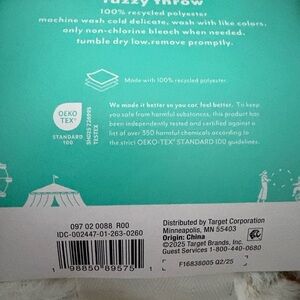 fuzzy throw
100% recycled polyester
machine wash cold delicate, wash with like colors,
only non-chlorine bleach when needed.
tumble dry low.remove promptly.
Made with 100% recycled polyester.
OEKO
TEX®
STANDARD
100
TESTEX
We made it better so you can feel better. To keep
you safe from harmful substances, this product has
been independently tested and certified against a
list of over 350 harmful chemicals according to
the strict OEKO-TEX® STANDARD 100 guidelines.
097 02 0088 R00
IDC-002447-01-263-0260
1 98850 89575 1
Distributed by Target Corporation
Minneapolis, MN 55403
Origin: China
©2025 Target Brands, Inc.
Guest Services 1-800-440-0680
F16838005 Q2/25